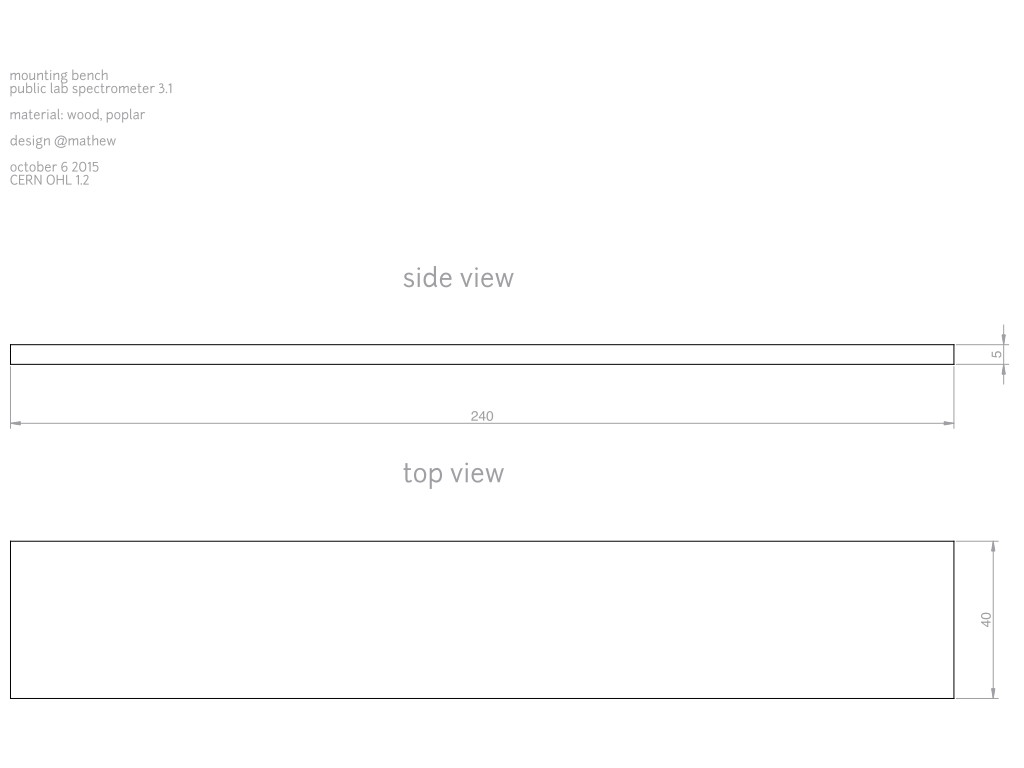 mounting bench
public lab spectrometer 3.1
material: wood, poplar
design @mathew
october 6 2015
CERN OHL 1.2
side view
5
240
top view
40